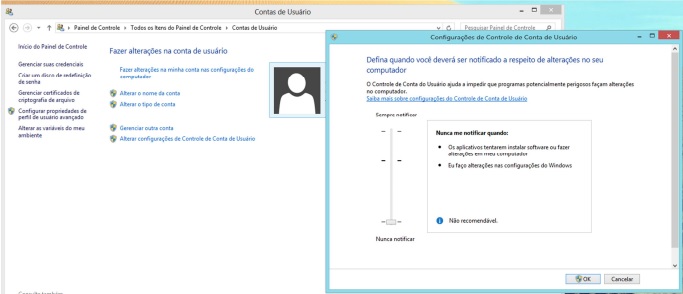 Contas de Usuário
Painel de Controle
Todos os Itens do Painel de Controle
Contas de Usuário
Pesquisar Painel de Controle
Início do Painel de Controle
Gerenciar suas credenciais
Criar um disco de redefinição
de senha
Gerenciar certificados de
criptografia de arquivo
Configurar propriedades de
perfil de usuário avançado
Alterar as variáveis do meu
ambiente
Fazer alterações na conta de usuário
Fazer alterações na minha conta nas configurações do
computador
Alterar o nome da conta
Alterar o tipo de conta
Gerenciar outra conta
Alterar configurações de Controle de Conta de Usuário
Consulte também
Configurações de Controle de Conta de Usuário
Defina quando você deverá ser notificado a respeito de alterações no seu
computador
O Controle de Conta do Usuário ajuda a impedir que programas potencialmente perigosos façam alterações
no computador.
Saiba mais sobre configurações do Controle de Conta de Usuário
Sempre notificar
Nunca me notificar quando:
Os aplicativos tentarem instalar software ou fazer
alterações em meu computador
Eu faço alterações nas configurações do Windows
Não recomendável.
Nunca notificar
OK
Cancelar